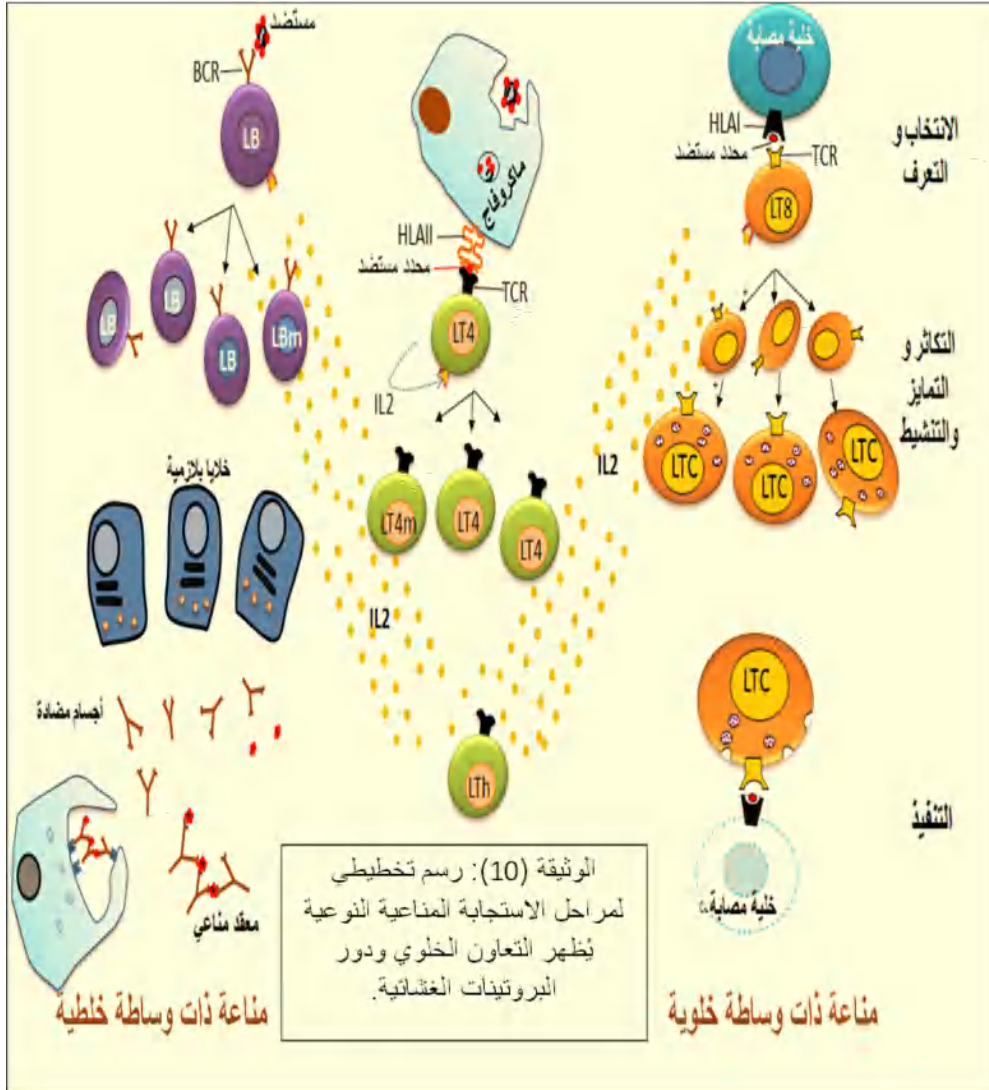 مستضد
BCR
LB
خلية مصابة
HLAI
محدد مستضد
TCR
LT8
الانتخاب و
التعرف
ماكروفاج
HLAII
محدد مستضد
TCR
LT4
IL2
LB
LB
LB
LBm
التكاثر و
التمايز
والتنشيط
LTC
LTC
LTC
IL2
LT4m
LT4
LT4
خلايا بلازمية
IL2
أجسام مضادة
LTh
LTC
التنفيذ
خلية مصابة
معقد مناعي
الوثيقة (10): رسم تخطيطي
لمراحل الاستجابة المناعية النوعية
يُظهر التعاون الخلوي ودور
البروتينات الغشائية.
مناعة ذات وساطة خلطية
مناعة ذات وساطة خلوية